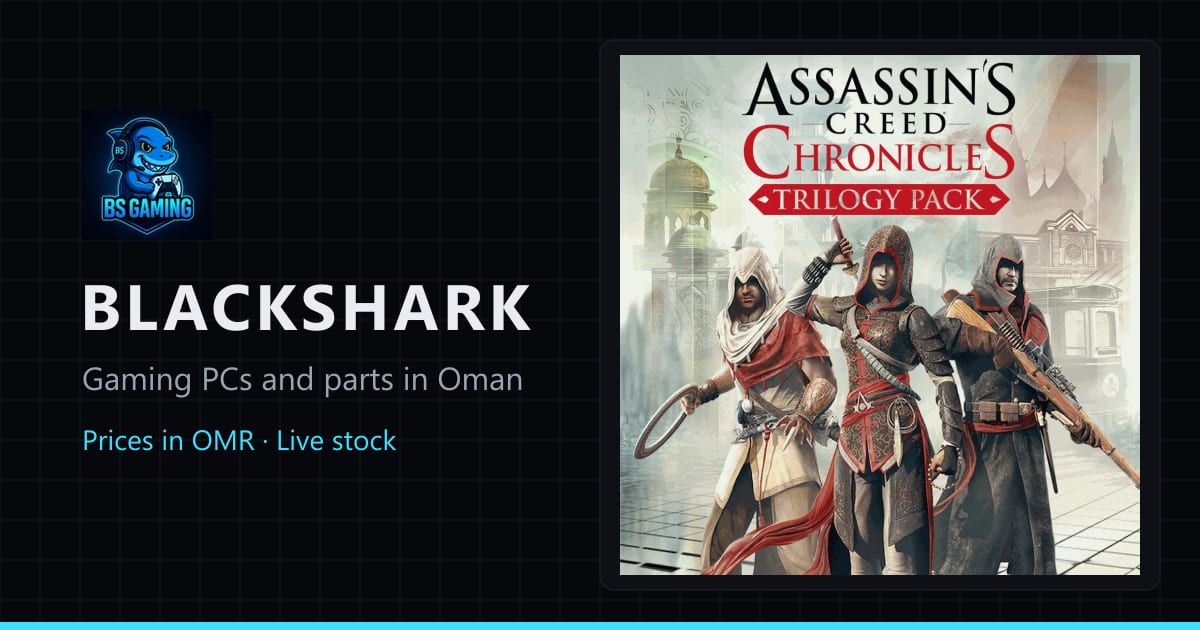 BS
BS GAMING
BLACKSHARK
Gaming PCs and parts in Oman
Prices in OMR · Live stock
ASSASSIN'S
CREED
CHRONICLES
TRILOGY PACK